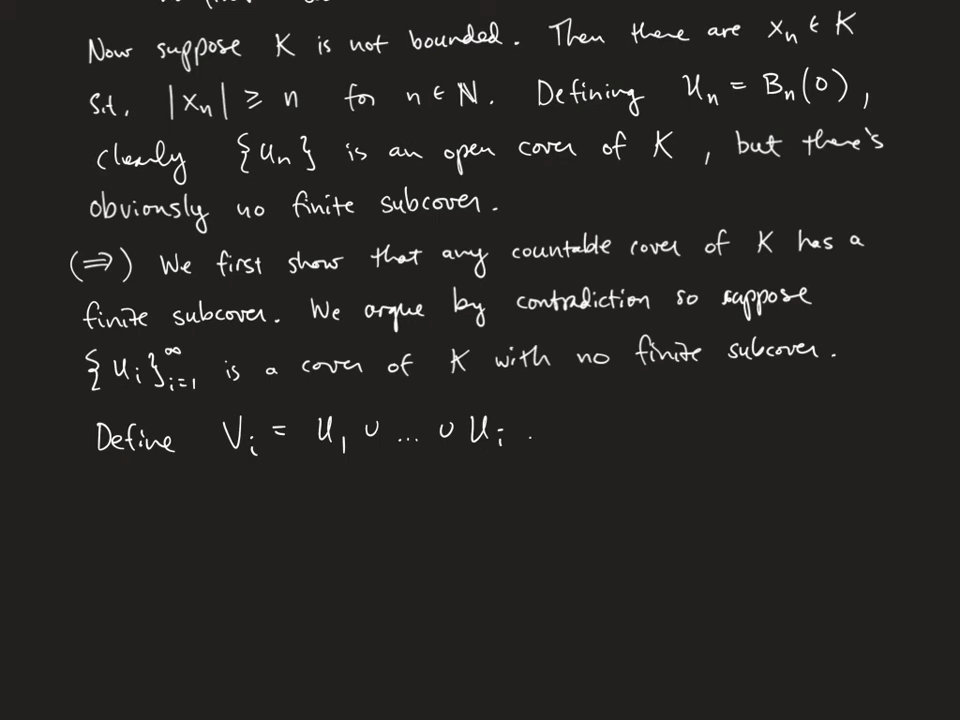 Now suppose K is not bounded. Then there are xₙ ∈ K
s.t. |xₙ| ≥ n for n ∈ ℕ. Defining Uₙ = Bₙ(0),
clearly {Uₙ} is an open cover of K, but there's
obviously no finite subcover.
(⇒) We first show that any countable cover of K has a
finite subcover. We argue by contradiction so suppose
{Uᵢ}ᵢ₌₁^∞ is a cover of K with no finite subcover.
Define Vᵢ = U₁ ∪ ... ∪ Uᵢ .